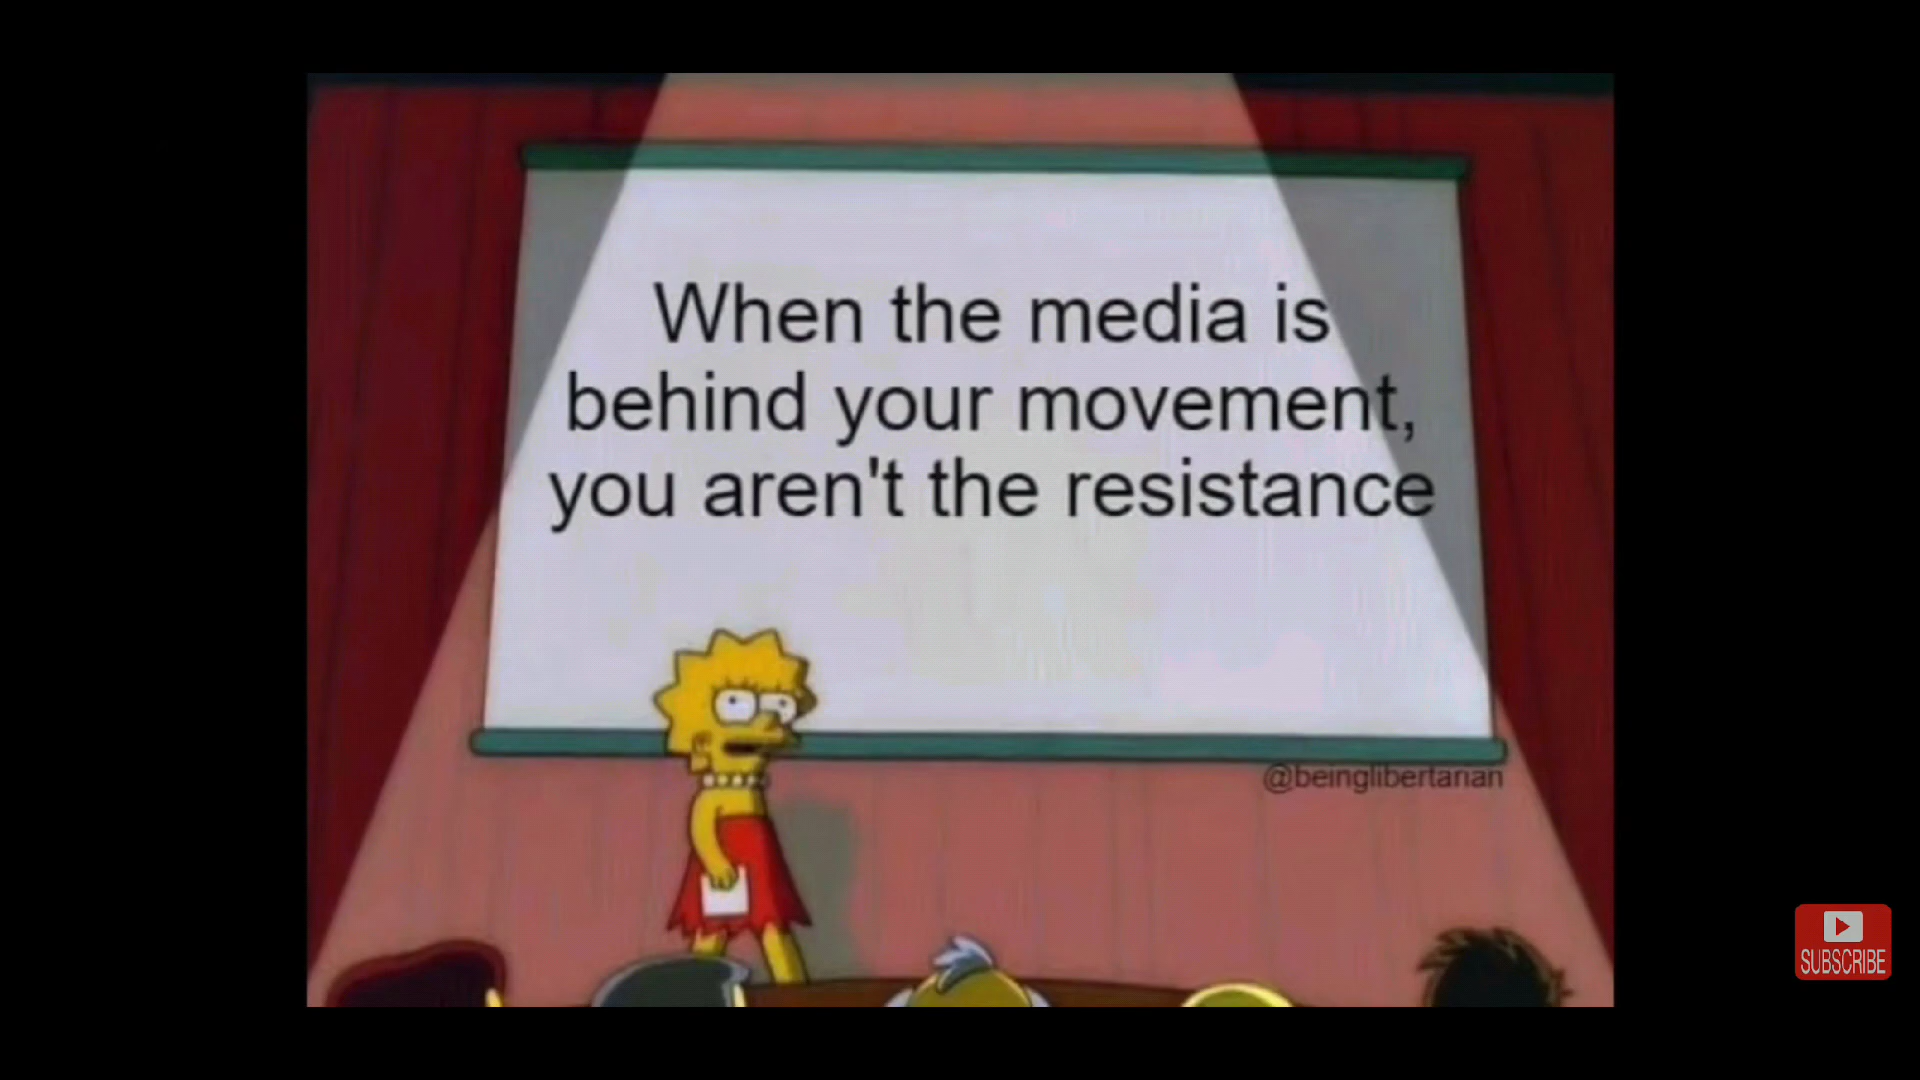 When the media is
behind your movement,
you aren't the resistance
@beinglibertarian
SUBSCRIBE